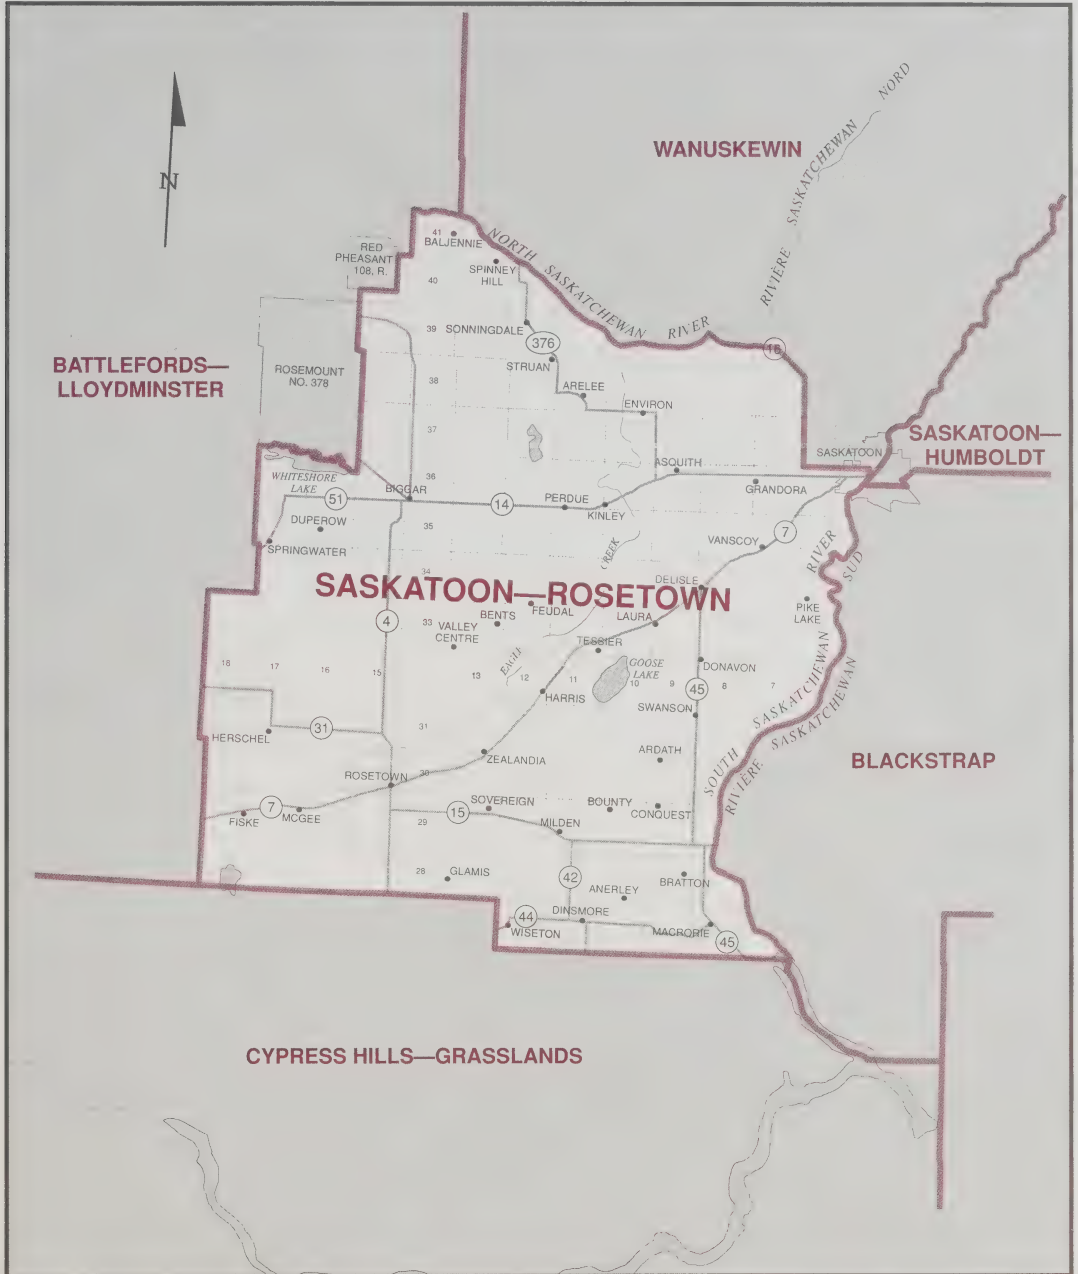 WANUSKEWIN
RIVIÈRE SASKATCHEWAN NORD
N
41
BALJENNIE
RED
PHEASANT
108, R.
NORTH SASKATCHEWAN RIVER
SPINNEY
HILL
40
39
SONNINGDALE
376
16
BATTLEFORDS—
LLOYDMINSTER
ROSEMOUNT
NO. 378
STRUAN
38
ARELEE
ENVIRON
37
SASKATOON—
HUMBOLDT
SASKATOON
ASQUITH
36
WHITESHORE
LAKE
51
BIGGAR
14
PERDUE
KINLEY
GRANDORA
DUPEROW
35
7
SPRINGWATER
CREEK
VANSCOY
RIVER
SUD
34
DELISLE
SASKATOON—ROSETOWN
FEUDAL
BENTS
LAURA
PIKE
LAKE
4
33
VALLEY
CENTRE
TESSIER
18
17
16
15
13
EAGLE
12
11
GOOSE
LAKE
10
9
8
7
DONAVON
45
HARRIS
SWANSON
SOUTH SASKATCHEWAN
RIVIÈRE SASKATCHEWAN
31
31
HERSCHEL
ZEALANDIA
ARDATH
BLACKSTRAP
ROSETOWN
30
7
FISKE
MCGEE
15
SOVEREIGN
BOUNTY
CONQUEST
29
MILDEN
28
GLAMIS
42
ANERLEY
BRATTON
44
DINSMORE
WISETON
MACRORIE
45
CYPRESS HILLS—GRASSLANDS